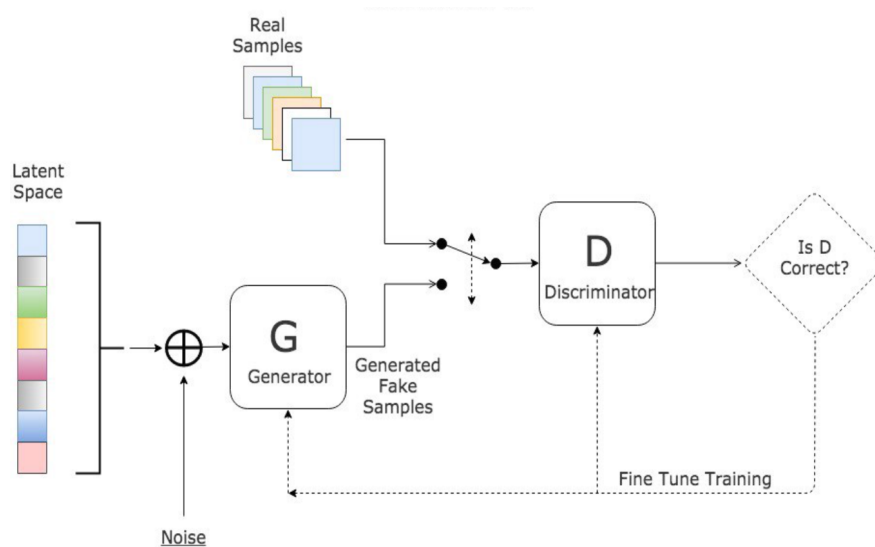 Real
Samples
Latent
Space
D
Discriminator
Is D
Correct?
G
Generator
Generated
Fake
Samples
Fine Tune Training
Noise